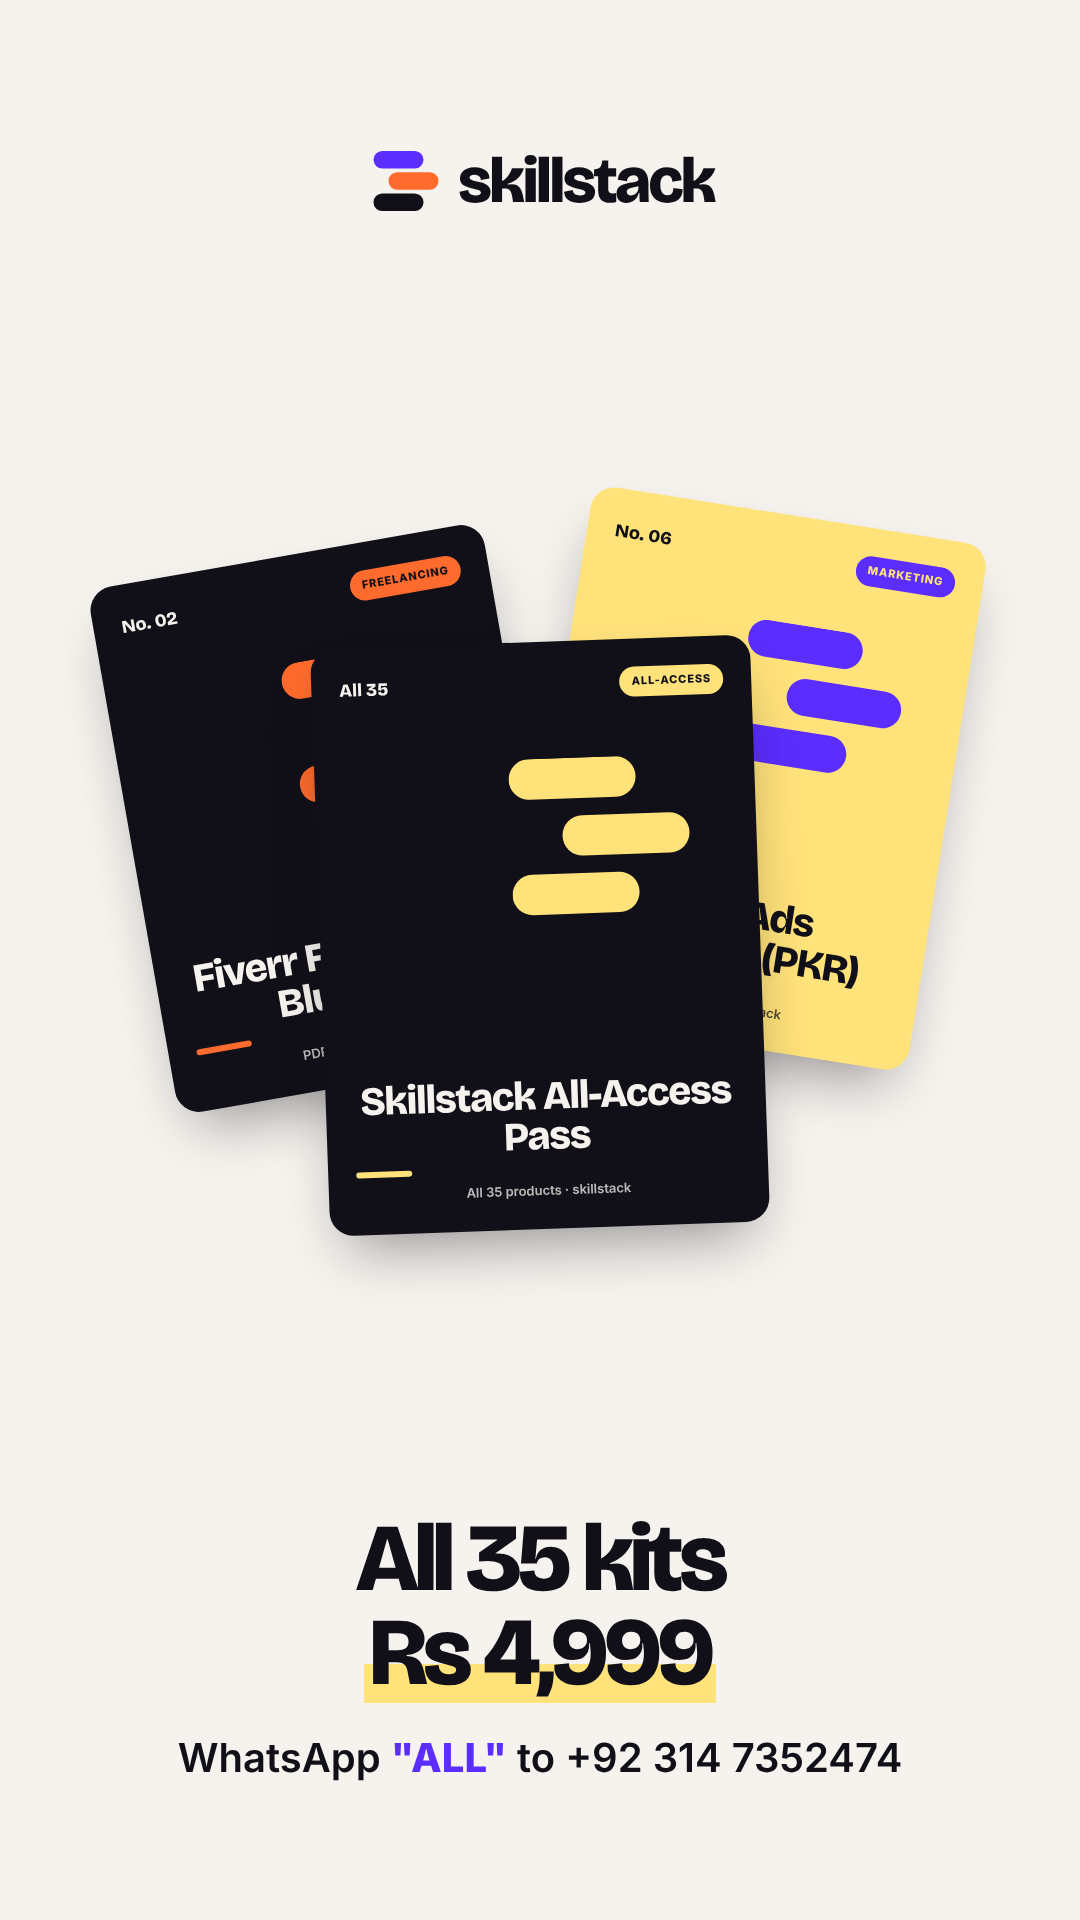 skillstack
No. 02
FREELANCING
Fiverr
No. 06
MARKETING
Ads
(PKR)
All 35
ALL-ACCESS
Skillstack All-Access
Pass
All 35 products · skillstack
All 35 kits
Rs 4,999
WhatsApp "ALL" to +92 314 7352474